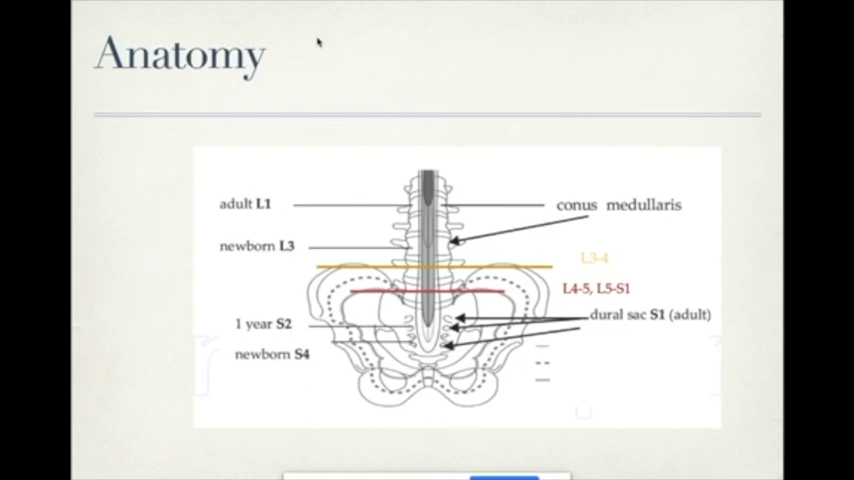 Anatomy
adult L1
conus medullaris
newborn L3
L3-4
L4-5, L5-S1
dural sac S1 (adult)
1 year S2
newborn S4